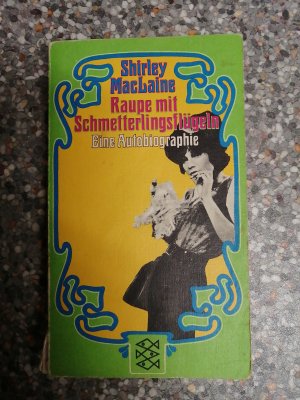 Shirley
MacLaine
Raupe mit
Schmetterlingsflügeln
Eine Autobiographie